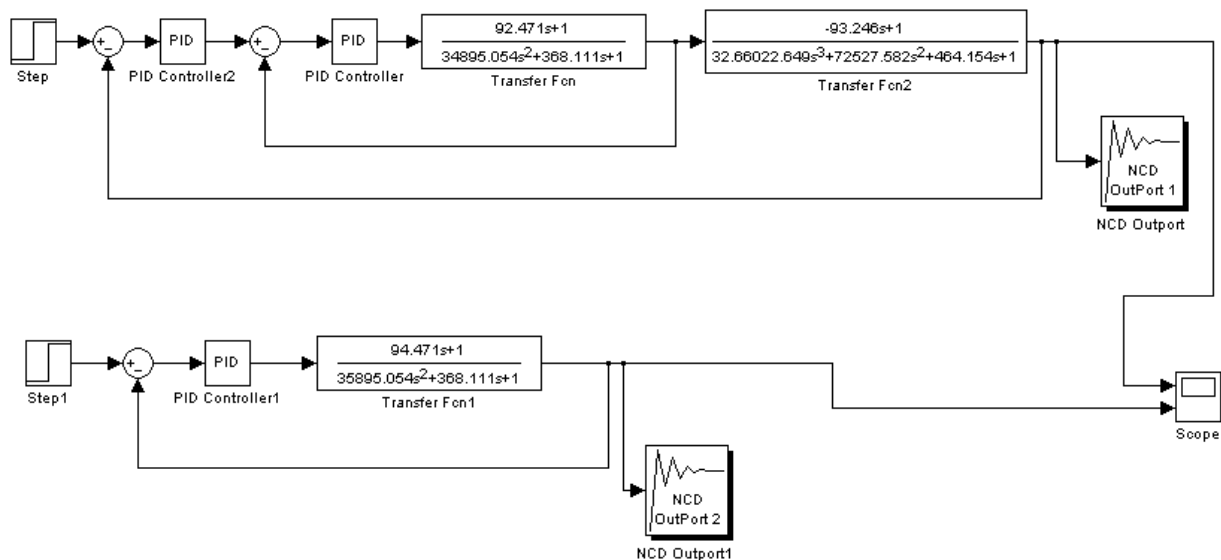 92.471s+1
-93.246s+1
PID
PID
34895.054s²+368.111s+1
32.66022.649s³+72527.582s²+464.154s+1
Step
PID Controller2
PID Controller
Transfer Fcn
Transfer Fcn2
NCD
OutPort 1
NCD Outport
94.471s+1
PID
35895.054s²+368.111s+1
Step1
PID Controller1
Transfer Fcn1
Scope
NCD
OutPort 2
NCD Outport1